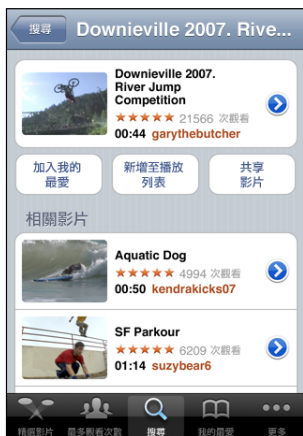 搜尋
Downieville 2007. Rive...
Downieville 2007.
River Jump
Competition
21566 次觀看
00:44 garythebutcher
加入我的
最愛
新增至播放
列表
共享
影片
相關影片
Aquatic Dog
4994 次觀看
00:50 kendrakicks07
SF Parkour
6209 次觀看
01:14 suzybear6
精選影片
最多觀看次數
搜尋
我的最愛
更多